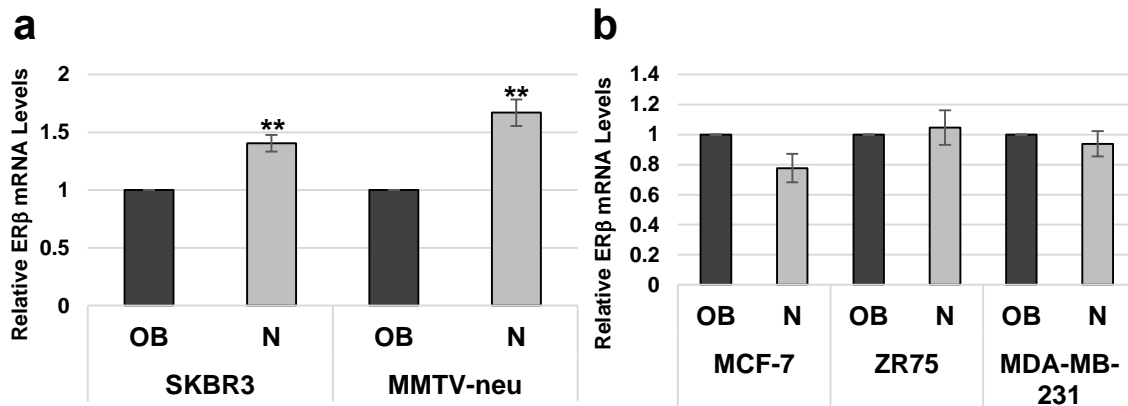 a
Relative ERβ mRNA Levels
2
1.5
1
0.5
0
**
**
OB N OB N
SKBR3 MMTV-neu
b
Relative ERβ mRNA Levels
1.4
1.2
1
0.8
0.6
0.4
0.2
0
OB N OB N OB N
MCF-7 ZR75 MDA-MB-
231